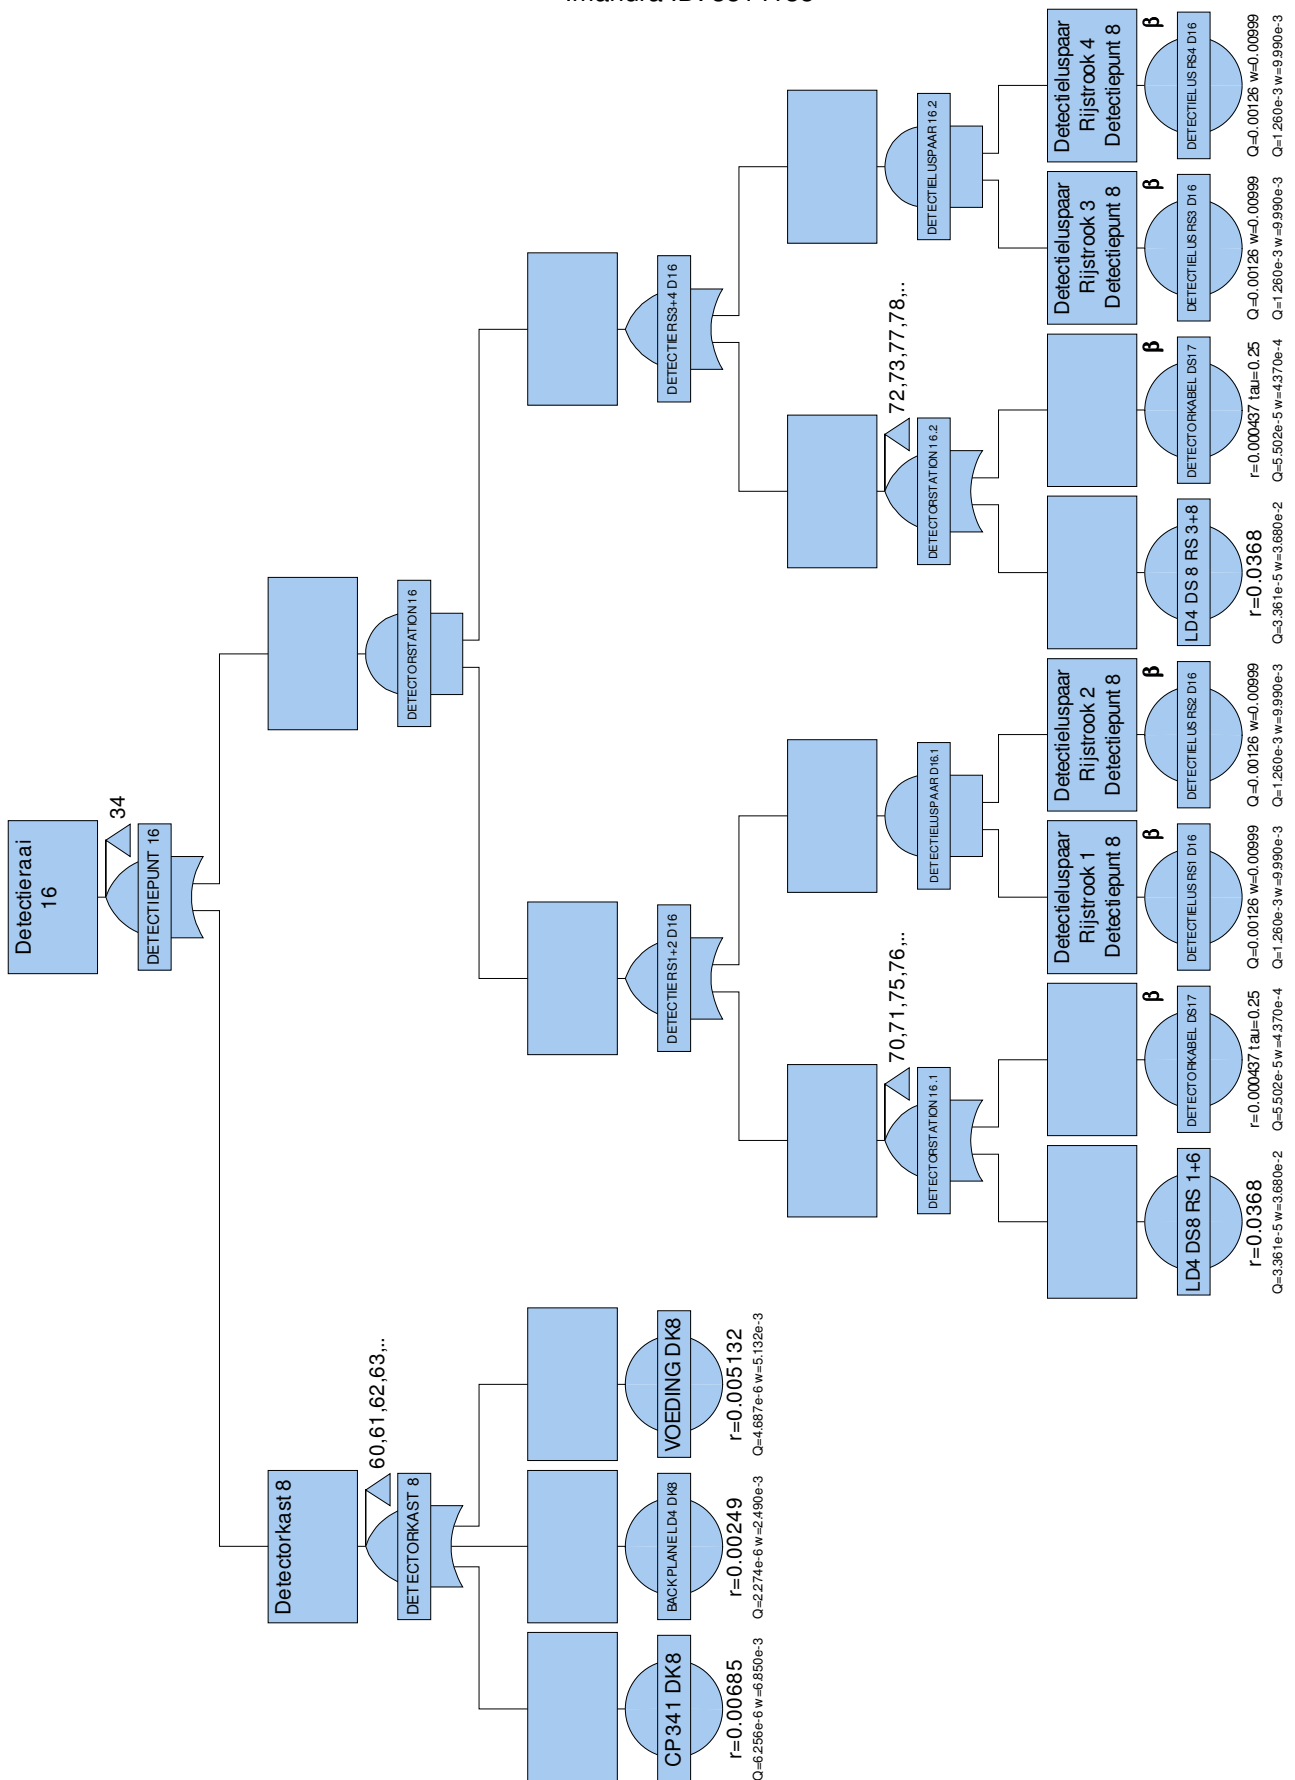 Detectieraai
16
34
DETECTIEPUNT 16
Detectorkast 8
60,61,62,63,..
DETECTORKAST 8
DETECTORSTATION16
CP341 DK8
r=0.00685
Q=6.256e-6 w=6.850e-3
BACKPLANE LD4 DK8
r=0.00249
Q=2.274e-6 w=2.490e-3
VOEDING DK8
r=0.005132
Q=4.687e-6 w=5.132e-3
DETECTIE RS1+2 D16
DETECTIE RS3+4 D16
70,71,75,76,..
DETECTORSTATION16.1
DETECTIELUSPAAR D16.1
72,73,77,78,..
DETECTORSTATION16.2
DETECTIELUSPAAR 16.2
LD4 DS8 RS 1+6
r=0.0368
Q=3.361e-5 w=3.680e-2
β
DETECTORKABEL DS17
r=0.000437 tau=0.25
Q=5.502e-5 w=4.370e-4
Detectieluspaar
Rijstrook 1
Detectiepunt 8
β
DETECTIELUS RS1 D16
Q=0.00126 w=0.00999
Q=1.260e-3 w=9.990e-3
Detectieluspaar
Rijstrook 2
Detectiepunt 8
β
DETECTIELUS RS2 D16
Q=0.00126 w=0.00999
Q=1.260e-3 w=9.990e-3
LD4 DS 8 RS 3+8
r=0.0368
Q=3.361e-5 w=3.680e-2
β
DETECTORKABEL DS17
r=0.000437 tau=0.25
Q=5.502e-5 w=4.370e-4
Detectieluspaar
Rijstrook 3
Detectiepunt 8
β
DETECTIELUS RS3 D16
Q=0.00126 w=0.00999
Q=1.260e-3 w=9.990e-3
Detectieluspaar
Rijstrook 4
Detectiepunt 8
β
DETECTIELUS RS4 D16
Q=0.00126 w=0.00999
Q=1.260e-3 w=9.990e-3